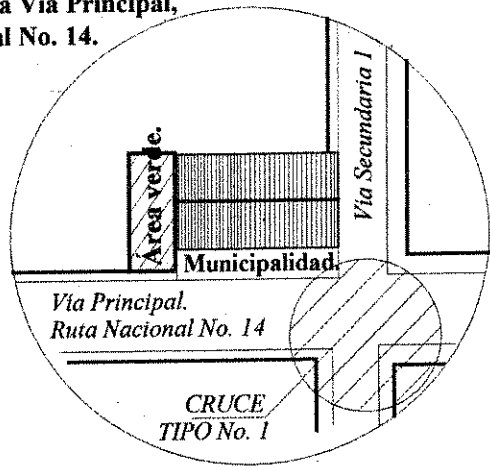 a Vía Principal,
al No. 14.
Área verde.
Vía Secundaria 1
Municipalidad.
Vía Principal.
Ruta Nacional No. 14
CRUCE
TIPO No. 1